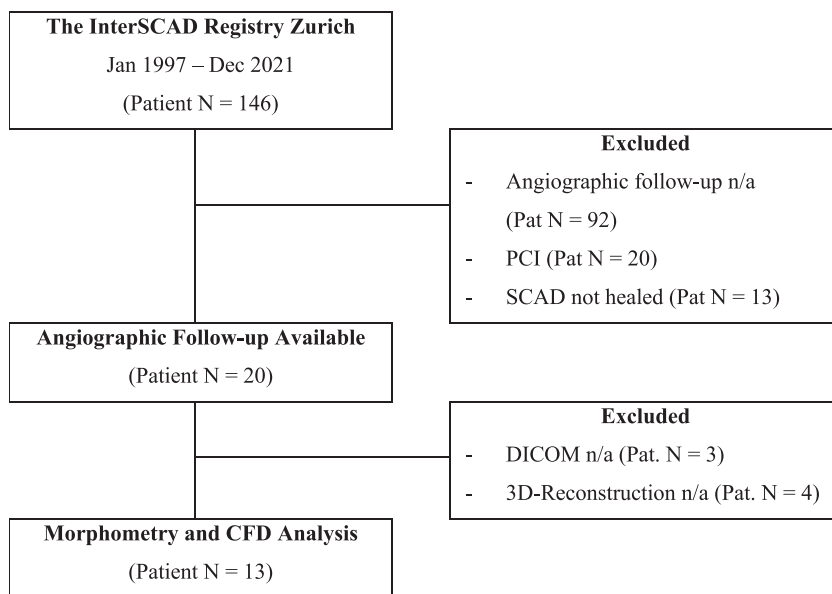 The InterSCAD Registry Zurich
Jan 1997 – Dec 2021
(Patient N = 146)
Excluded
- Angiographic follow-up n/a
(Pat N = 92)
- PCI (Pat N = 20)
- SCAD not healed (Pat N = 13)
Angiographic Follow-up Available
(Patient N = 20)
Excluded
- DICOM n/a (Pat. N = 3)
- 3D-Reconstruction n/a (Pat. N = 4)
Morphometry and CFD Analysis
(Patient N = 13)